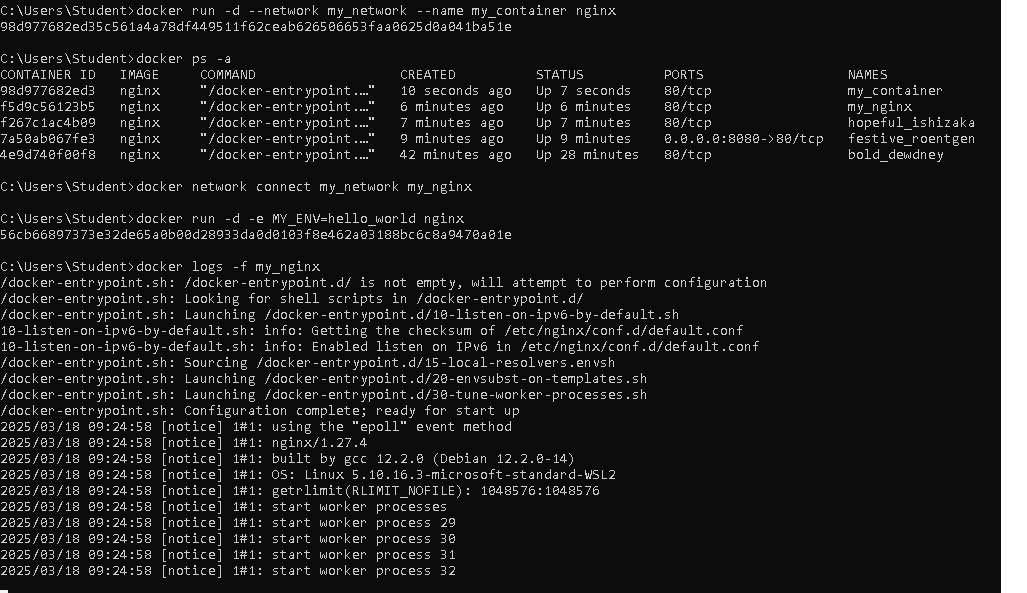 C:\Users\Student>docker run -d --network my_network --name my_container nginx
98d977682ed35c561a4a78df449511f62ceab626506653faa0625d0a041ba51e
C:\Users\Student>docker ps -a
CONTAINER ID   IMAGE     COMMAND                  CREATED          STATUS          PORTS                  NAMES
98d977682ed3   nginx     "/docker-entrypoint.…"   10 seconds ago   Up 7 seconds    80/tcp                 my_container
f5d9c56123b5   nginx     "/docker-entrypoint.…"   6 minutes ago    Up 6 minutes    80/tcp                 my_nginx
f267c1ac4b09   nginx     "/docker-entrypoint.…"   7 minutes ago    Up 7 minutes    80/tcp                 hopeful_ishizaka
7a50ab067fe3   nginx     "/docker-entrypoint.…"   9 minutes ago    Up 9 minutes    0.0.0.0:8080->80/tcp   festive_roentgen
4e9d740f00f8   nginx     "/docker-entrypoint.…"   42 minutes ago   Up 28 minutes   80/tcp                 bold_dewdney
C:\Users\Student>docker network connect my_network my_nginx
C:\Users\Student>docker run -d -e MY_ENV=hello_world nginx
56cb66897373e32de65a0b00d28933da0d0103f8e462a03188bc6c8a9470a01e
C:\Users\Student>docker logs -f my_nginx
/docker-entrypoint.sh: /docker-entrypoint.d/ is not empty, will attempt to perform configuration
/docker-entrypoint.sh: Looking for shell scripts in /docker-entrypoint.d/
/docker-entrypoint.sh: Launching /docker-entrypoint.d/10-listen-on-ipv6-by-default.sh
10-listen-on-ipv6-by-default.sh: info: Getting the checksum of /etc/nginx/conf.d/default.conf
10-listen-on-ipv6-by-default.sh: info: Enabled listen on IPv6 in /etc/nginx/conf.d/default.conf
/docker-entrypoint.sh: Sourcing /docker-entrypoint.d/15-local-resolvers.envsh
/docker-entrypoint.sh: Launching /docker-entrypoint.d/20-envsubst-on-templates.sh
/docker-entrypoint.sh: Launching /docker-entrypoint.d/30-tune-worker-processes.sh
/docker-entrypoint.sh: Configuration complete; ready for start up
2025/03/18 09:24:58 [notice] 1#1: using the "epoll" event method
2025/03/18 09:24:58 [notice] 1#1: nginx/1.27.4
2025/03/18 09:24:58 [notice] 1#1: built by gcc 12.2.0 (Debian 12.2.0-14)
2025/03/18 09:24:58 [notice] 1#1: OS: Linux 5.10.16.3-microsoft-standard-WSL2
2025/03/18 09:24:58 [notice] 1#1: getrlimit(RLIMIT_NOFILE): 1048576:1048576
2025/03/18 09:24:58 [notice] 1#1: start worker processes
2025/03/18 09:24:58 [notice] 1#1: start worker process 29
2025/03/18 09:24:58 [notice] 1#1: start worker process 30
2025/03/18 09:24:58 [notice] 1#1: start worker process 31
2025/03/18 09:24:58 [notice] 1#1: start worker process 32